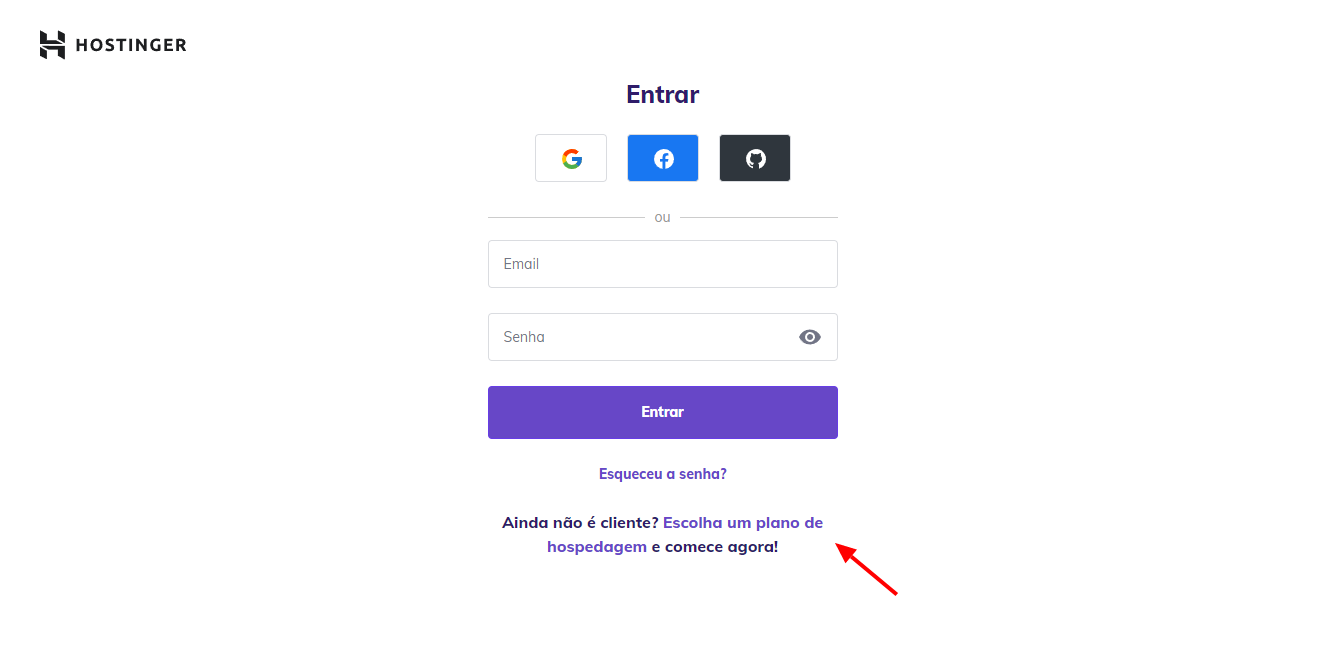 HOSTINGER
Entrar
ou
Email
Senha
Entrar
Esqueceu a senha?
Ainda não é cliente? Escolha um plano de
hospedagem e comece agora!